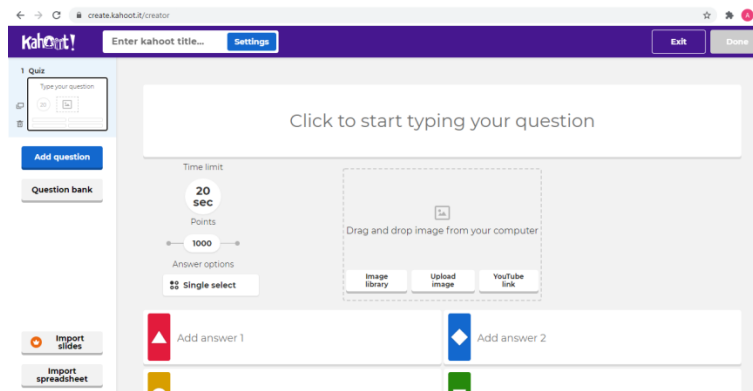 create.kahoot.it/creator
A
Kahoot!
Enter kahoot title...
Settings
Exit
Done
1 Quiz
Type your question
20
Add question
Question bank
Import slides
Import spreadsheet
Click to start typing your question
Time limit
20
sec
Points
1000
Answer options
Single select
Drag and drop image from your computer
Image
library
Upload
image
YouTube
link
Add answer 1
Add answer 2